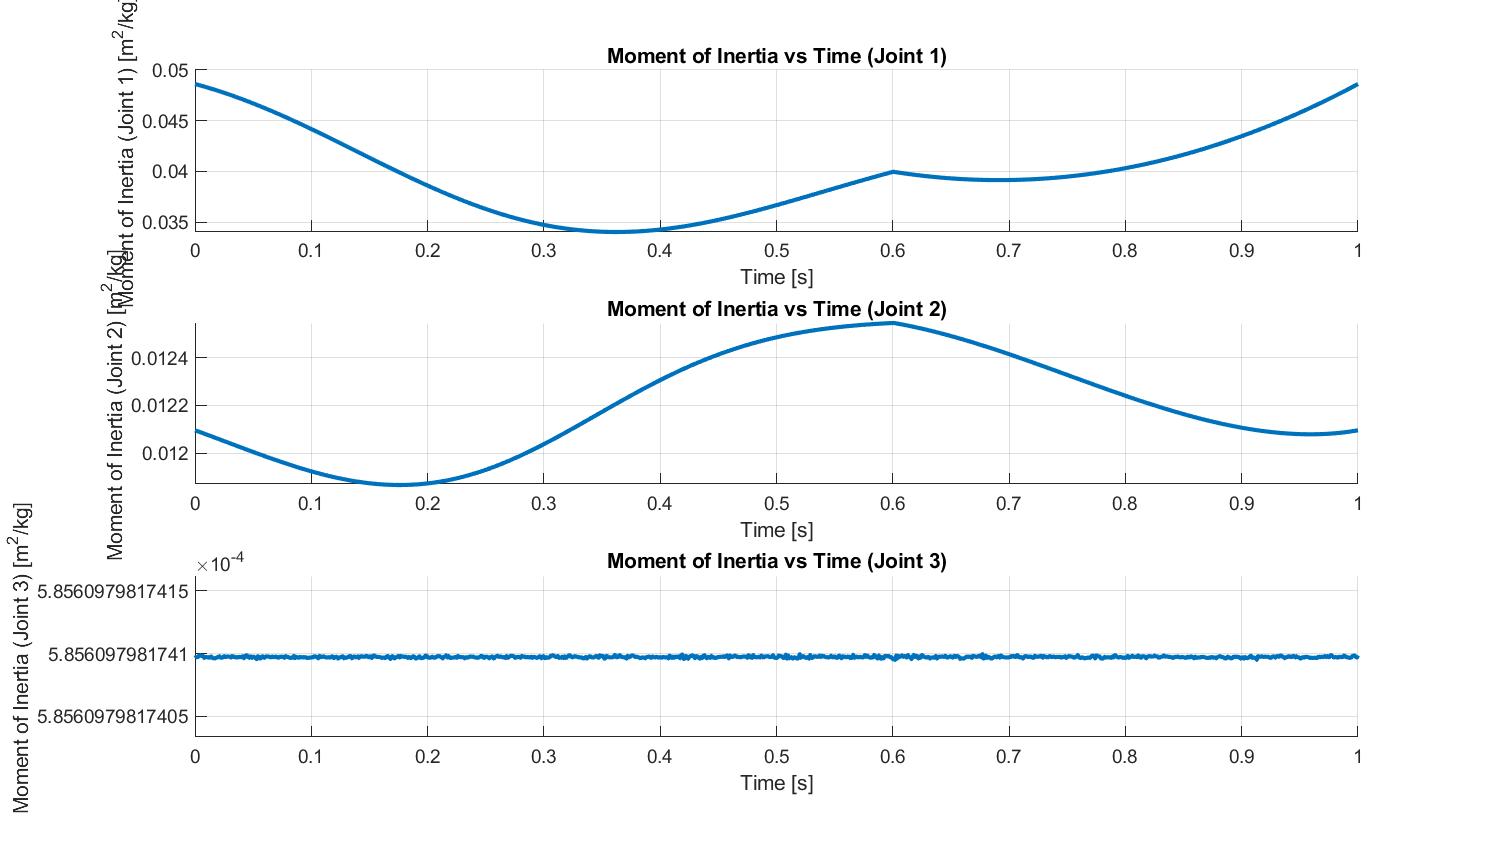 Moment of Inertia vs Time (Joint 1)
Moment of Inertia (Joint 1) [m²/kg]
0.05
0.045
0.04
0.035
0 0.1 0.2 0.3 0.4 0.5 0.6 0.7 0.8 0.9 1
Time [s]
Moment of Inertia vs Time (Joint 2)
Moment of Inertia (Joint 2) [m²/kg]
0.0124
0.0122
0.012
0 0.1 0.2 0.3 0.4 0.5 0.6 0.7 0.8 0.9 1
Time [s]
Moment of Inertia vs Time (Joint 3)
Moment of Inertia (Joint 3) [m²/kg]
×10⁻⁴
5.8560979817415
5.856097981741
5.8560979817405
0 0.1 0.2 0.3 0.4 0.5 0.6 0.7 0.8 0.9 1
Time [s]